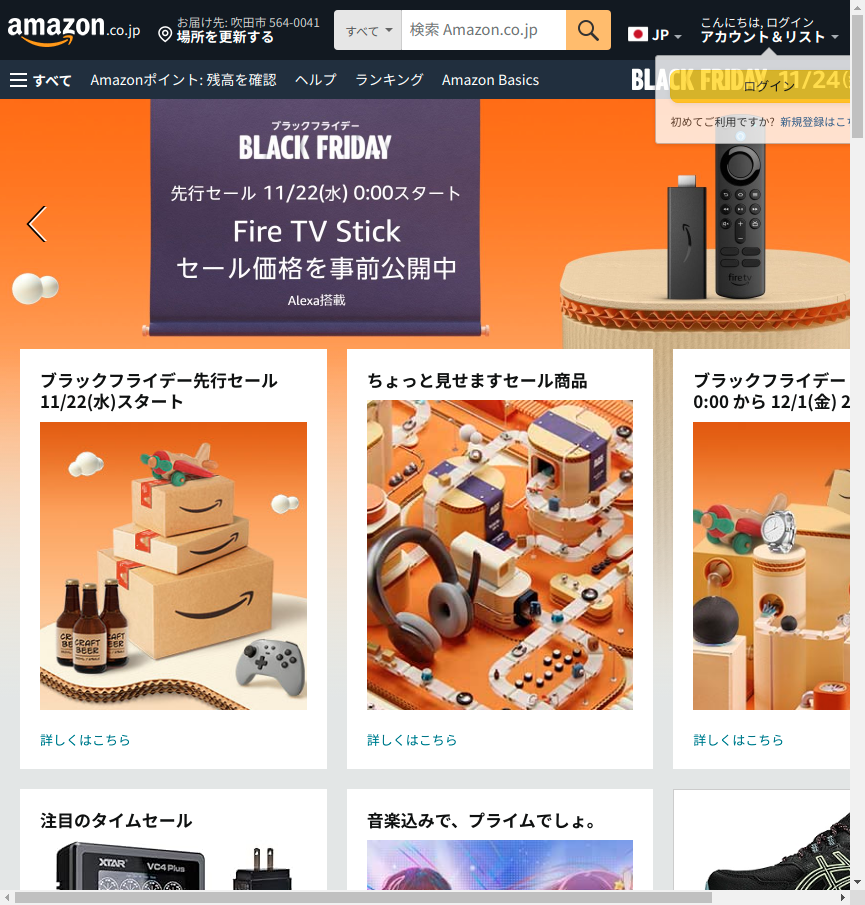 amazon.co.jp
お届け先: 吹田市 564-0041
場所を更新する
すべて
検索 Amazon.co.jp
JP
こんにちは, ログイン
アカウント＆リスト
すべて
Amazonポイント: 残高を確認
ヘルプ
ランキング
Amazon Basics
BLACK FRIDAY 11/24(
ログイン
初めてご利用ですか? 新規登録はこち
ブラックフライデー
BLACK FRIDAY
先行セール 11/22(水) 0:00スタート
Fire TV Stick
セール価格を事前公開中
Alexa搭載
firetv
ブラックフライデー先行セール
11/22(水)スタート
CRAFT
BEER
詳しくはこちら
ちょっと見せますセール商品
詳しくはこちら
ブラックフライデー
0:00 から 12/1(金) 2
詳しくはこちら
注目のタイムセール
XTAR
VC4 Plus
音楽込みで、プライムでしょ。